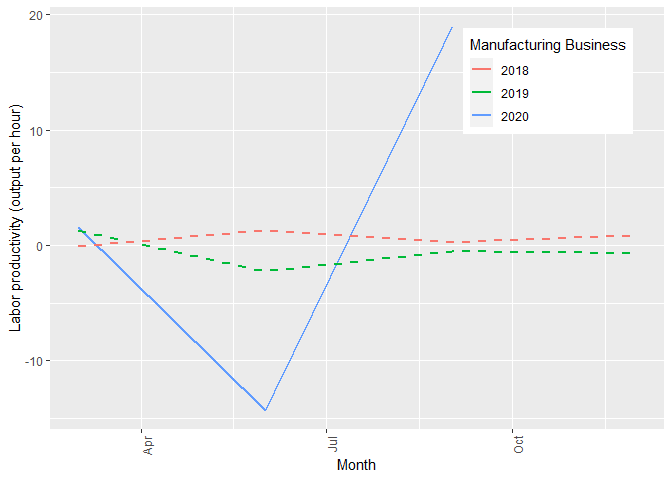 20
10
0
-10
Labor productivity (output per hour)
Manufacturing Business
2018
2019
2020
Apr
Jul
Oct
Month